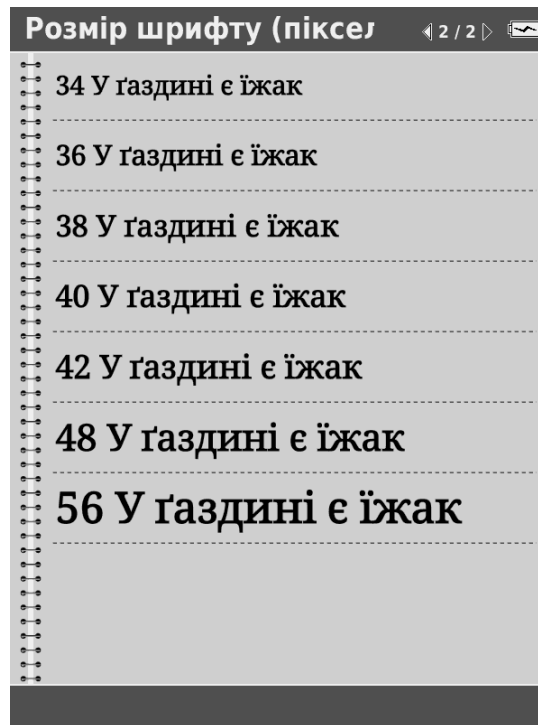 Розмір шрифту (піксел 2 / 2
34 У ґаздині є їжак
36 У ґаздині є їжак
38 У ґаздині є їжак
40 У ґаздині є їжак
42 У ґаздині є їжак
48 У ґаздині є їжак
56 У ґаздині є їжак